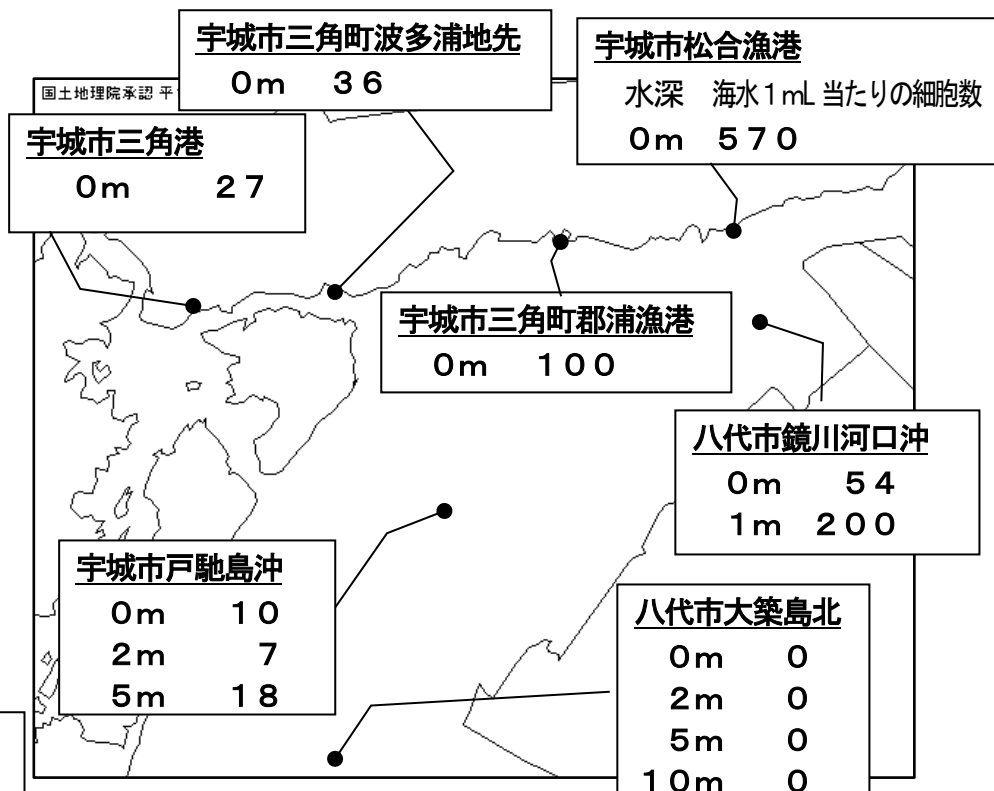 宇城市三角町波多浦地先
0m 36
宇城市松合漁港
水深 海水1mL当たりの細胞数
0m 570
国土地理院承認 平
宇城市三角港
0m 27
宇城市三角町郡浦漁港
0m 100
八代市鏡川河口沖
0m 54
1m 200
宇城市戸馳島沖
0m 10
2m 7
5m 18
八代市大築島北
0m 0
2m 0
5m 0
10m 0